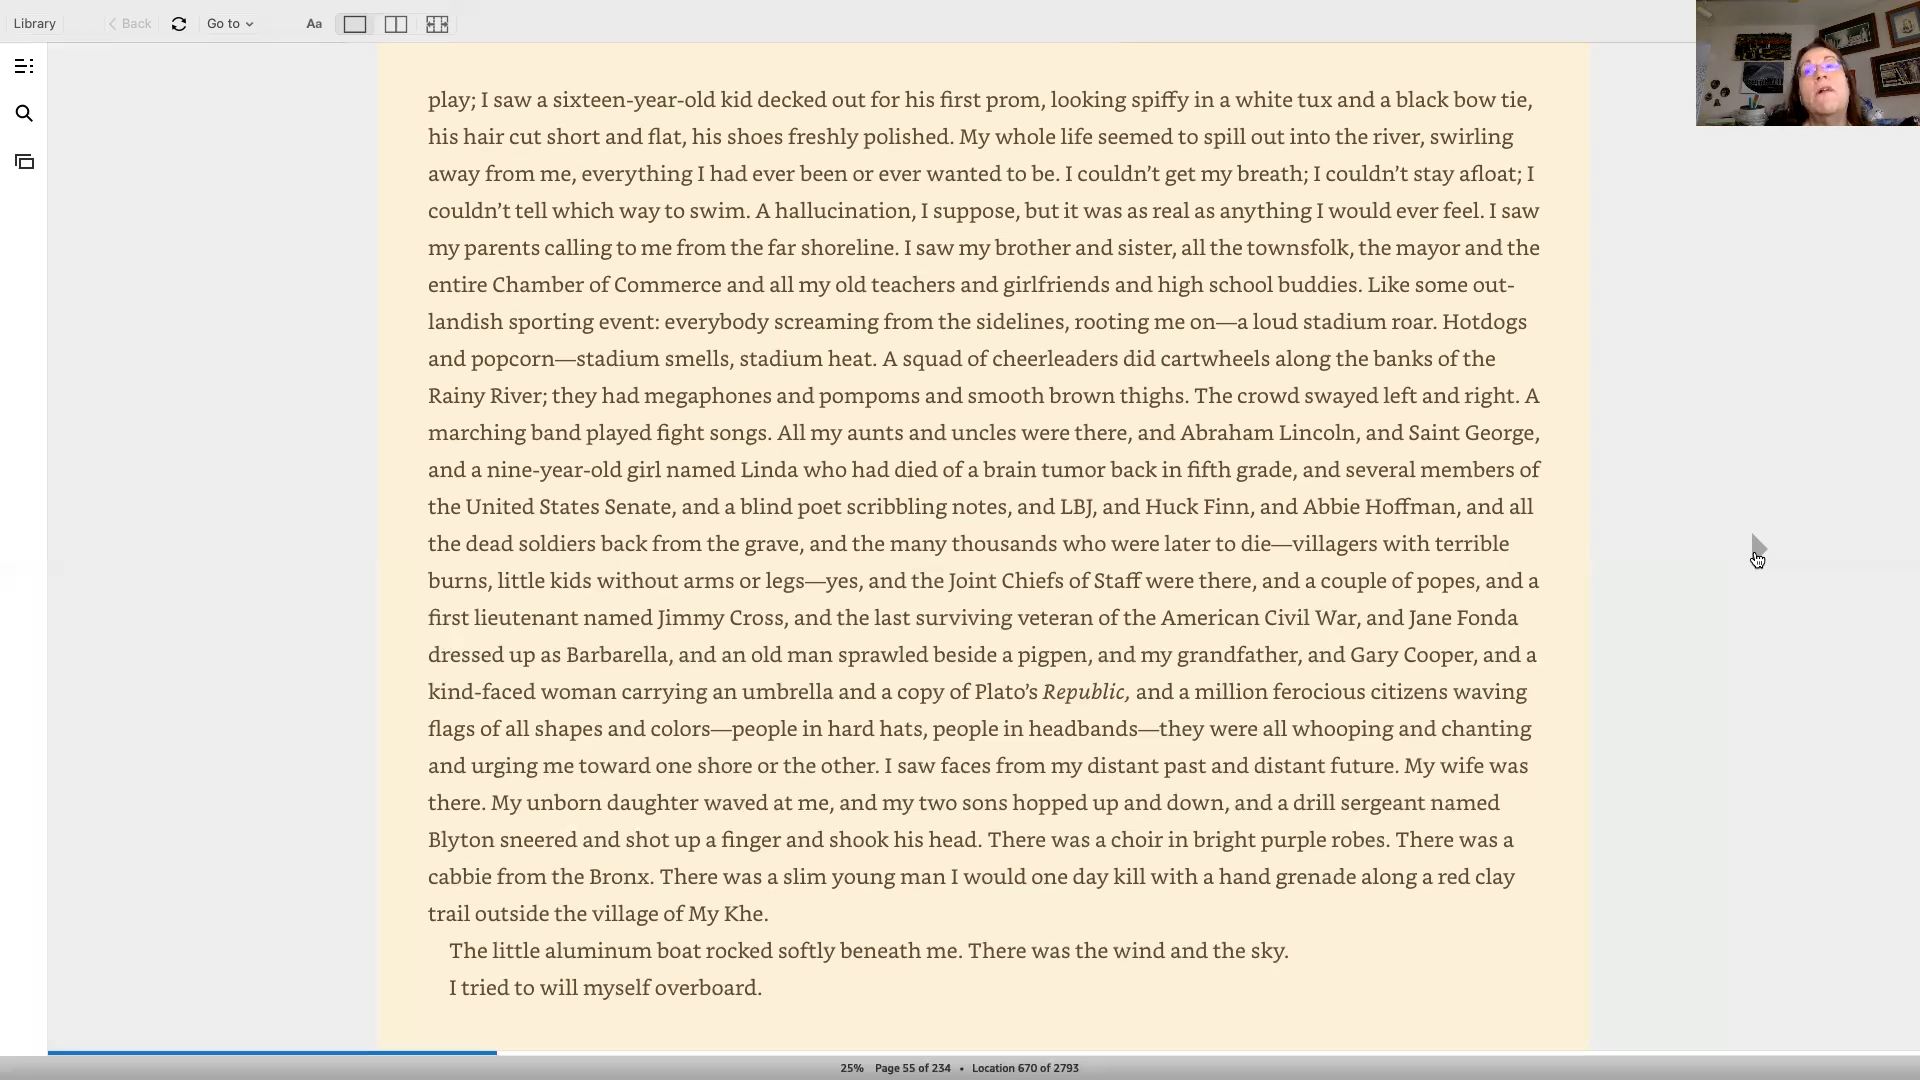 Library
Back
Go to
Aa
play; I saw a sixteen-year-old kid decked out for his first prom, looking spiffy in a white tux and a black bow tie,
his hair cut short and flat, his shoes freshly polished. My whole life seemed to spill out into the river, swirling
away from me, everything I had ever been or ever wanted to be. I couldn’t get my breath; I couldn’t stay afloat; I
couldn’t tell which way to swim. A hallucination, I suppose, but it was as real as anything I would ever feel. I saw
my parents calling to me from the far shoreline. I saw my brother and sister, all the townsfolk, the mayor and the
entire Chamber of Commerce and all my old teachers and girlfriends and high school buddies. Like some out-
landish sporting event: everybody screaming from the sidelines, rooting me on—a loud stadium roar. Hotdogs
and popcorn—stadium smells, stadium heat. A squad of cheerleaders did cartwheels along the banks of the
Rainy River; they had megaphones and pompoms and smooth brown thighs. The crowd swayed left and right. A
marching band played fight songs. All my aunts and uncles were there, and Abraham Lincoln, and Saint George,
and a nine-year-old girl named Linda who had died of a brain tumor back in fifth grade, and several members of
the United States Senate, and a blind poet scribbling notes, and LBJ, and Huck Finn, and Abbie Hoffman, and all
the dead soldiers back from the grave, and the many thousands who were later to die—villagers with terrible
burns, little kids without arms or legs—yes, and the Joint Chiefs of Staff were there, and a couple of popes, and a
first lieutenant named Jimmy Cross, and the last surviving veteran of the American Civil War, and Jane Fonda
dressed up as Barbarella, and an old man sprawled beside a pigpen, and my grandfather, and Gary Cooper, and a
kind-faced woman carrying an umbrella and a copy of Plato’s Republic, and a million ferocious citizens waving
flags of all shapes and colors—people in hard hats, people in headbands—they were all whooping and chanting
and urging me toward one shore or the other. I saw faces from my distant past and distant future. My wife was
there. My unborn daughter waved at me, and my two sons hopped up and down, and a drill sergeant named
Blyton sneered and shot up a finger and shook his head. There was a choir in bright purple robes. There was a
cabbie from the Bronx. There was a slim young man I would one day kill with a hand grenade along a red clay
trail outside the village of My Khe.
The little aluminum boat rocked softly beneath me. There was the wind and the sky.
I tried to will myself overboard.
25% Page 55 of 234 • Location 670 of 2793